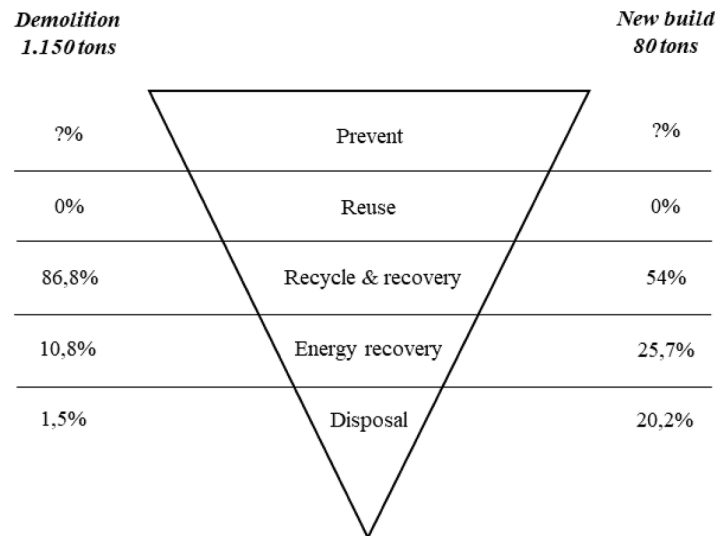 Demolition
1.150 tons
New build
80 tons
?%
Prevent
?%
0%
Reuse
0%
86,8%
Recycle & recovery
54%
10,8%
Energy recovery
25,7%
1,5%
Disposal
20,2%